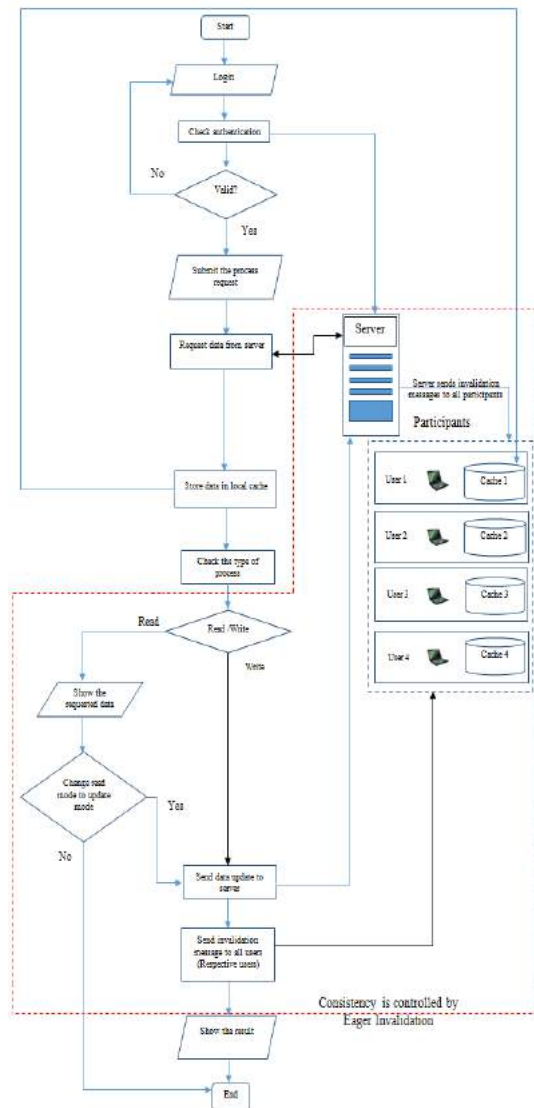 Start
Login
Check authentication
No
Valid?
Yes
Submit the process
request
Server
Request data from server
Server sends invalidation
messages to all participants
Participants
User 1
Cache 1
Store data in local cache
User 2
Cache 2
Check the type of
process
User 3
Cache 3
Read
Read /Write
User 4
Cache 4
Write
Show the
requested data
Change read
mode to update
mode
Yes
No
Send data update to
server
Send invalidation
message to all users
(Respective users)
Consistency is controlled by
Eager Invalidation
Show the result
End